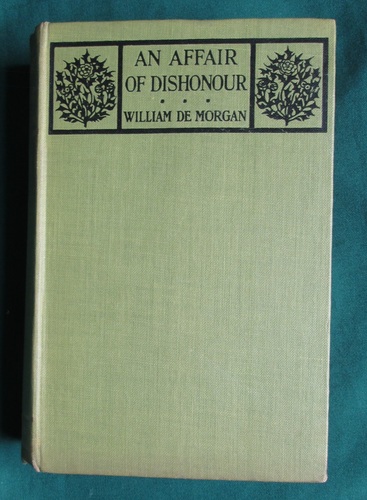 AN AFFAIR
OF DISHONOUR
. . .
WILLIAM DE MORGAN